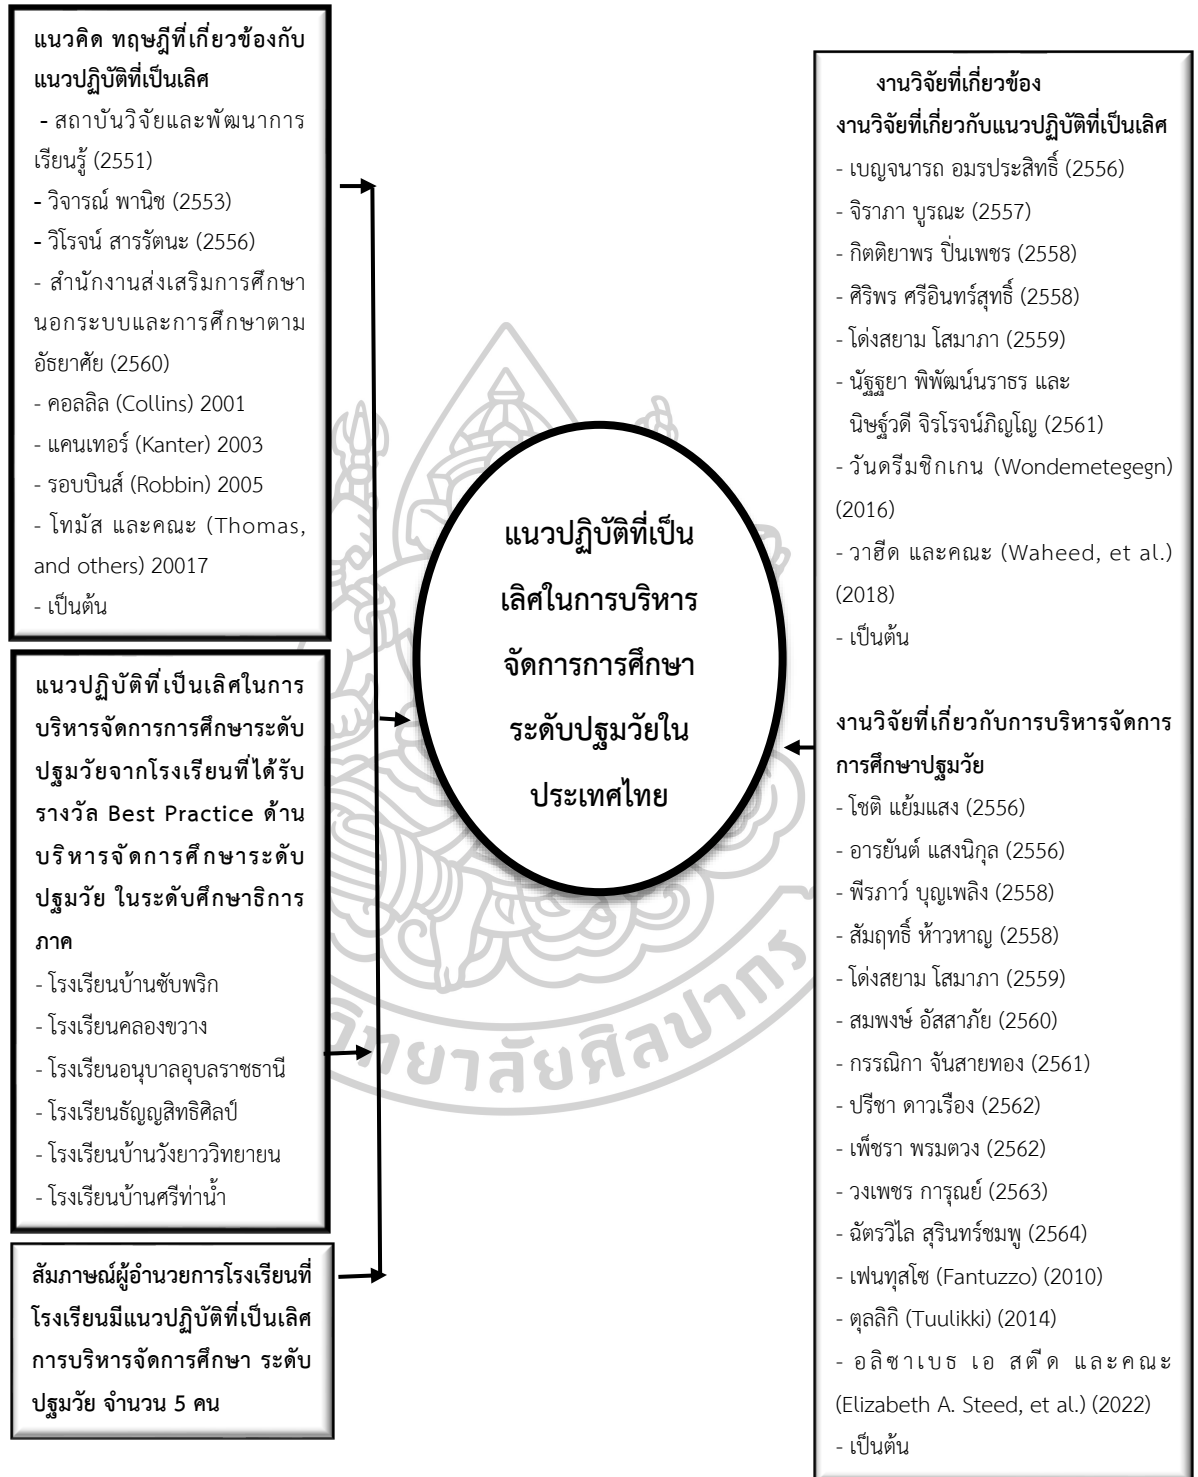 แนวคิด ทฤษฎีที่เกี่ยวข้องกับ
แนวปฏิบัติที่เป็นเลิศ
- สถาบันวิจัยและพัฒนาการ
เรียนรู้ (2551)
- วิจารณ์ พานิช (2553)
- วิโรจน์ สารรัตนะ (2556)
- สำนักงานส่งเสริมการศึกษา
นอกระบบและการศึกษาตาม
อัธยาศัย (2560)
- คอลลิล (Collins) 2001
- แคนเทอร์ (Kanter) 2003
- รอบบินส์ (Robbin) 2005
- โทมัส และคณะ (Thomas,
and others) 20017
- เป็นต้น
แนวปฏิบัติที่เป็นเลิศในการ
บริหารจัดการการศึกษาระดับ
ปฐมวัยจากโรงเรียนที่ได้รับ
รางวัล Best Practice ด้าน
บริหารจัดการศึกษาระดับ
ปฐมวัย ในระดับศึกษาธิการ
ภาค
- โรงเรียนบ้านซับพริก
- โรงเรียนคลองขวาง
- โรงเรียนอนุบาลอุบลราชธานี
- โรงเรียนธัญญสิทธิศิลป์
- โรงเรียนบ้านวังยาววิทยายน
- โรงเรียนบ้านศรีท่าน้ำ
สัมภาษณ์ผู้อำนวยการโรงเรียนที่
โรงเรียนมีแนวปฏิบัติที่เป็นเลิศ
การบริหารจัดการศึกษา ระดับ
ปฐมวัย จำนวน 5 คน
แนวปฏิบัติที่เป็น
เลิศในการบริหาร
จัดการการศึกษา
ระดับปฐมวัยใน
ประเทศไทย
วิทยาลัยศิลปากร
งานวิจัยที่เกี่ยวข้อง
งานวิจัยที่เกี่ยวกับแนวปฏิบัติที่เป็นเลิศ
- เบญจนารถ อมรประสิทธิ์ (2556)
- จิราภา บูรณะ (2557)
- กิตติยาพร ปิ่นเพชร (2558)
- ศิริพร ศรีอินทร์สุทธิ์ (2558)
- โด่งสยาม โสมาภา (2559)
- นัฐฐยา พิพัฒน์นราธร และ
นิษฐ์วดี จิรโรจน์ภิญโญ (2561)
- วันดรีมชิกเกน (Wondemetegegn)
(2016)
- วาฮีด และคณะ (Waheed, et al.)
(2018)
- เป็นต้น
งานวิจัยที่เกี่ยวกับการบริหารจัดการ
การศึกษาปฐมวัย
- โชติ แย้มแสง (2556)
- อารยันต์ แสงนิกุล (2556)
- พีรภาว์ บุญเพลิง (2558)
- สัมฤทธิ์ ห้าวหาญ (2558)
- โด่งสยาม โสมาภา (2559)
- สมพงษ์ อัสสาภัย (2560)
- กรรณิกา จันสายทอง (2561)
- ปรีชา ดาวเรือง (2562)
- เพ็ชรา พรมตวง (2562)
- วงเพชร การุณย์ (2563)
- ฉัตรวิไล สุรินทร์ชมพู (2564)
- เฟนทุสโซ (Fantuzzo) (2010)
- ตุลลิกิ (Tuulikki) (2014)
- อลิซาเบธ เอ สตีด และคณะ
(Elizabeth A. Steed, et al.) (2022)
- เป็นต้น